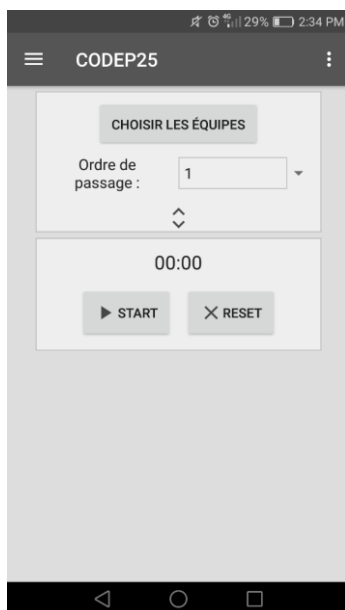 29% 2:34 PM
CODEP25
CHOISIR LES ÉQUIPES
Ordre de
passage :
1
00:00
START
RESET